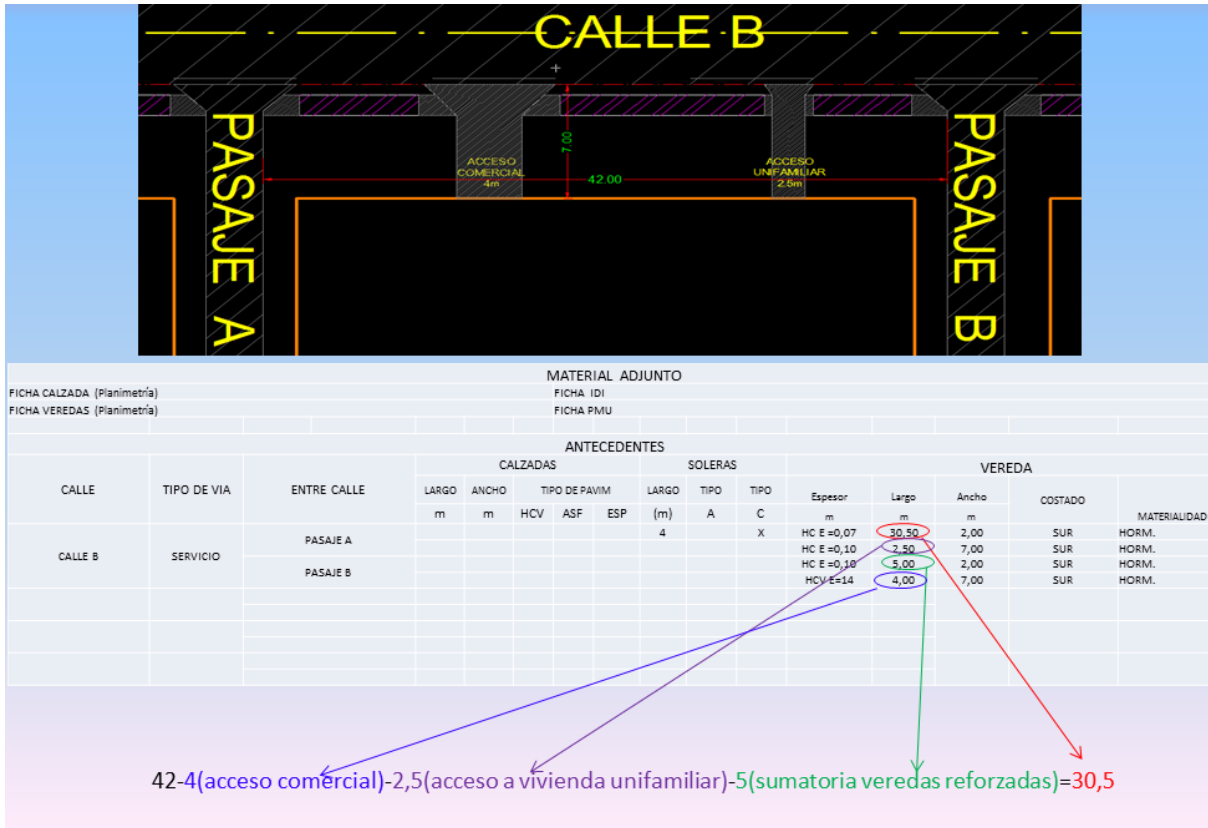 CALLE B
PASAJE A
PASAJE B
ACCESO
COMERCIAL
4m
7.00
42.00
ACCESO
UNIFAMILIAR
2.5m
MATERIAL ADJUNTO
FICHA CALZADA (Planimetría) FICHA IDI
FICHA VEREDAS (Planimetría) FICHA PMU
ANTECEDENTES
CALLE TIPO DE VIA ENTRE CALLE CALZADAS SOLERAS VEREDA
LARGO ANCHO TIPO DE PAVIM LARGO TIPO TIPO Espesor Largo Ancho COSTADO MATERIALIDAD
m m HCV ASF ESP (m) A C m m m
CALLE B SERVICIO PASAJE A 4 X HC E =0,07 30,50 2,00 SUR HORM.
HC E =0,10 2,50 7,00 SUR HORM.
PASAJE B HC E =0,10 5,00 2,00 SUR HORM.
HCV E=14 4,00 7,00 SUR HORM.
42-4(acceso comercial)-2,5(acceso a vivienda unifamiliar)-5(sumatoria veredas reforzadas)=30,5